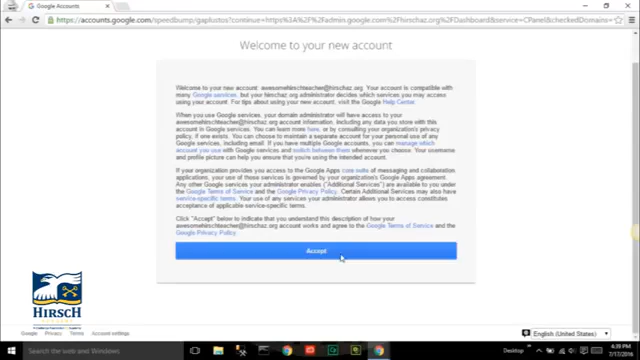 Google Accounts
https://accounts.google.com/speedbump/gaplustos?continue=https%3A%2F%2Fadmin.google.com%2Fhirschaz.org%2FDashboard&service=CPanel&checkedDomains=
Welcome to your new account
Welcome to your new account: awesomehirschteacher@hirschaz.org. Your account is compatible with
many Google services, but your hirschaz.org administrator decides which services you may access
using your account. For tips about using your new account, visit the Google Help Center.
When you use Google services, your domain administrator will have access to your
awesomehirschteacher@hirschaz.org account information, including any data you store with this
account in Google services. You can learn more here, or by consulting your organization's privacy
policy, if one exists. You can choose to maintain a separate account for your personal use of any
Google services, including email. If you have multiple Google accounts, you can manage which
account you use with Google services and switch between them whenever you choose. Your username
and profile picture can help you ensure that you're using the intended account.
If your organization provides you access to the Google Apps core suite of messaging and collaboration
applications, your use of those services is governed by your organization's Google Apps agreement.
Any other Google services your administrator enables ("Additional Services") are available to you under
the Google Terms of Service and the Google Privacy Policy. Certain Additional Services may also have
service-specific terms. Your use of any services your administrator allows you to access constitutes
acceptance of applicable service-specific terms.
Click "Accept" below to indicate that you understand this description of how your
awesomehirschteacher@hirschaz.org account works and agree to the Google Terms of Service and the
Google Privacy Policy.
Accept
HIRSCH
Google Privacy Terms Account settings
English (United States)
Search the web and Windows
Desktop
4:39 PM
7/17/2016